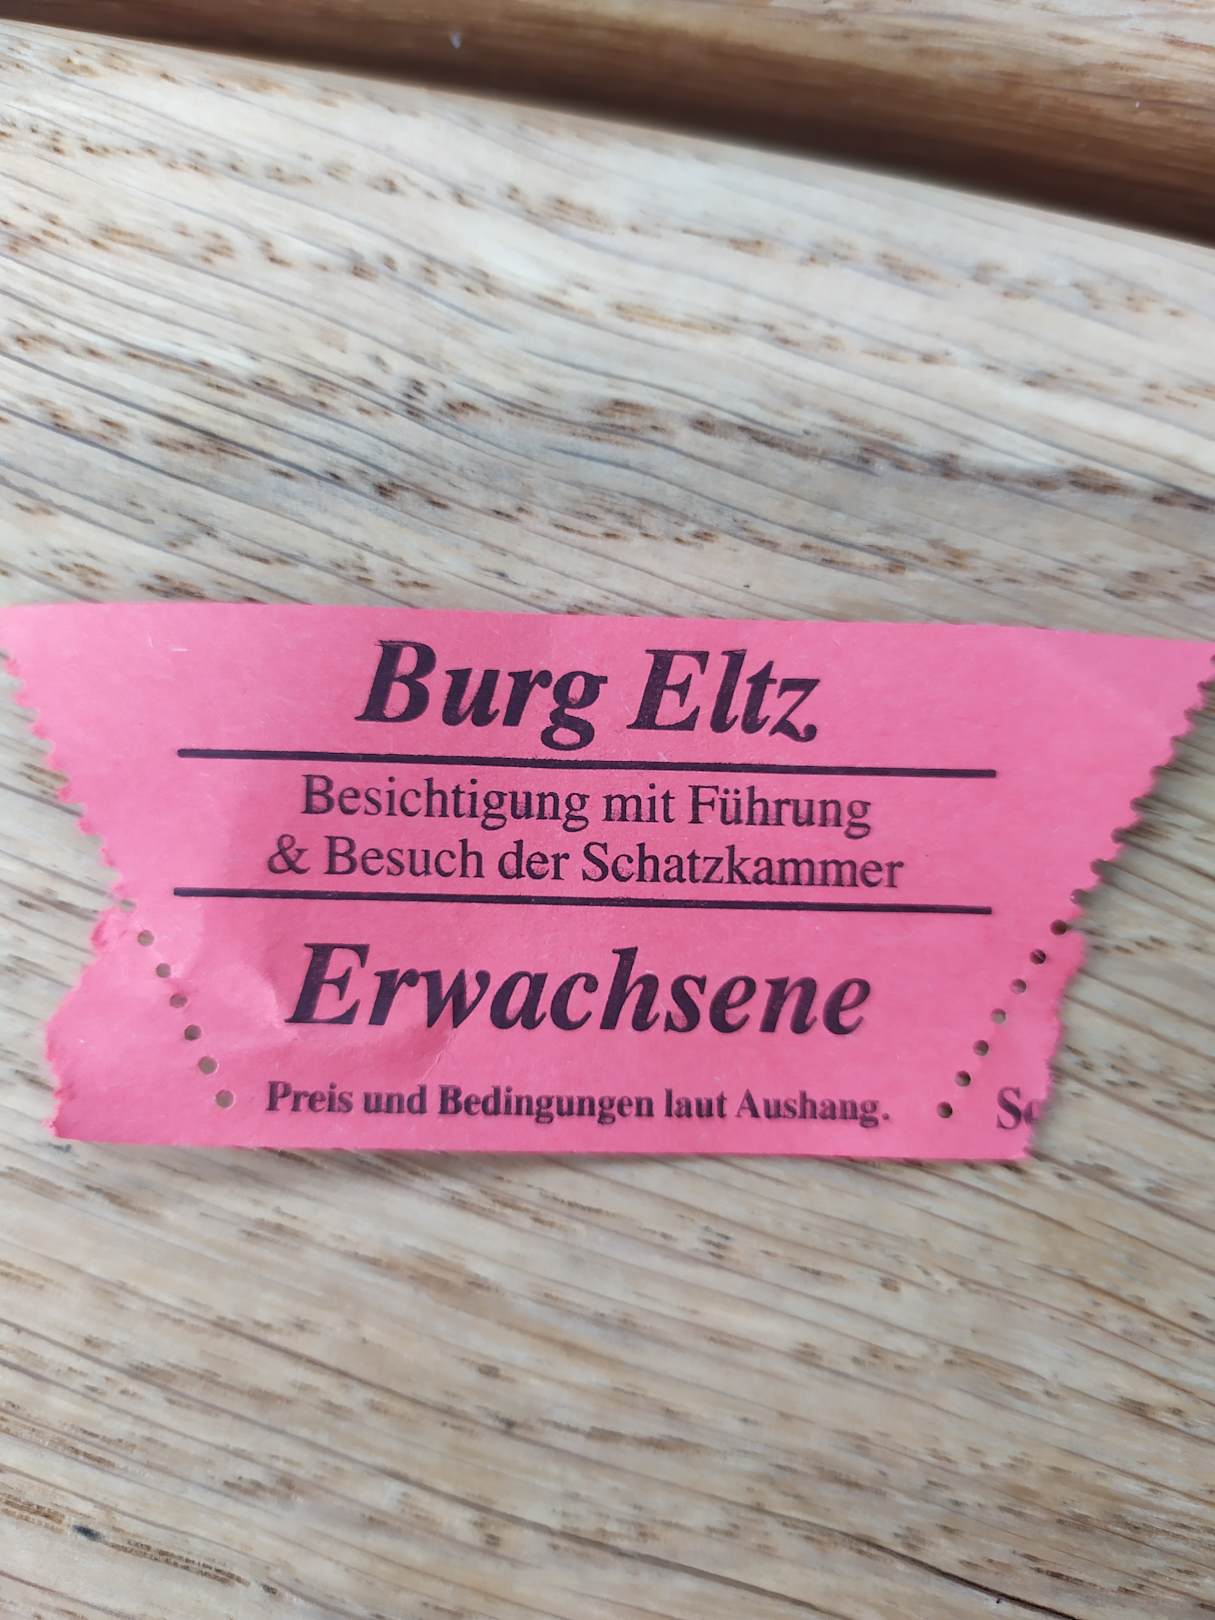 Burg Eltz
Besichtigung mit Führung
& Besuch der Schatzkammer
Erwachsene
Preis und Bedingungen laut Aushang.